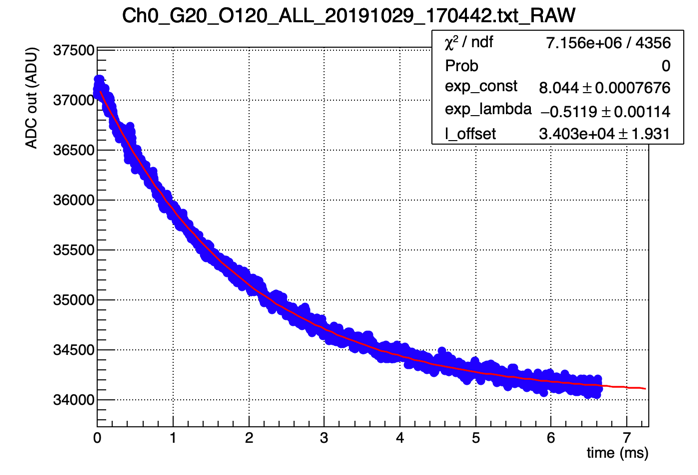 Ch0_G20_O120_ALL_20191029_170442.txt_RAW
χ² / ndf 7.156e+06 / 4356
Prob 0
exp_const 8.044 ± 0.0007676
exp_lambda −0.5119 ± 0.00114
l_offset 3.403e+04 ± 1.931
ADC out (ADU)
37500
37000
36500
36000
35500
35000
34500
34000
0 1 2 3 4 5 6 7
time (ms)